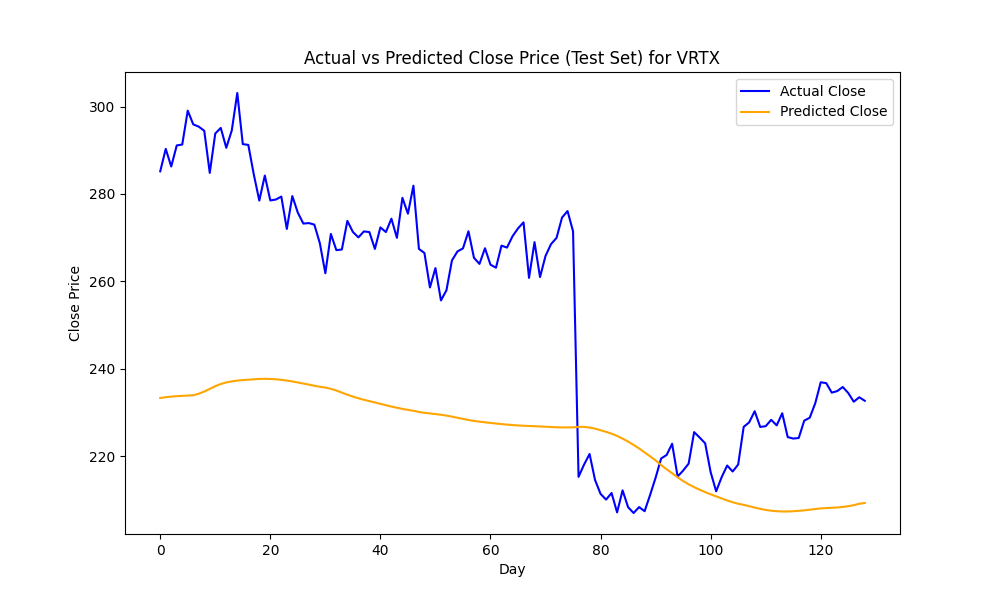 Actual vs Predicted Close Price (Test Set) for VRTX
Actual Close
Predicted Close
Close Price
300
280
260
240
220
0 20 40 60 80 100 120
Day